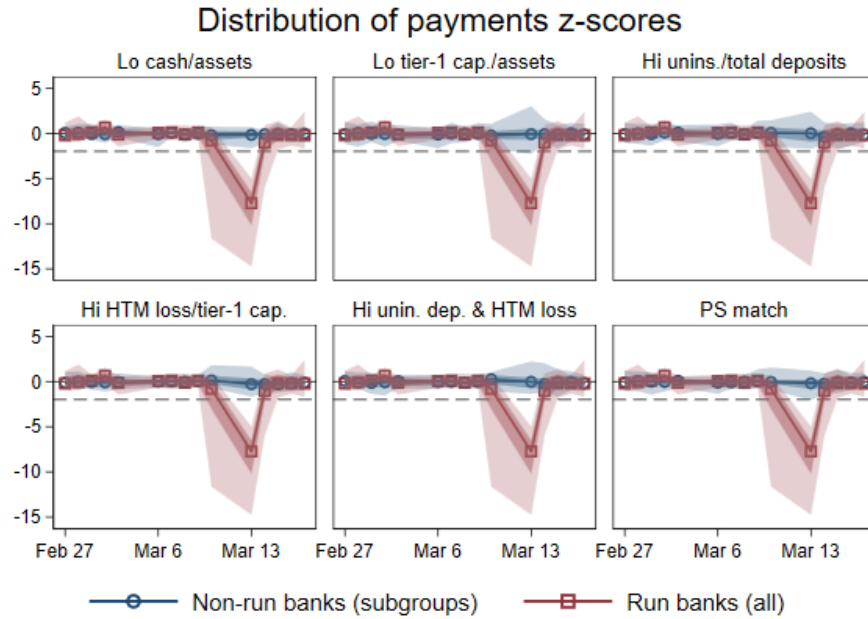 Distribution of payments z-scores
Lo cash/assets
Lo tier-1 cap./assets
Hi unins./total deposits
5
0
-5
-10
-15
Hi HTM loss/tier-1 cap.
Hi unin. dep. & HTM loss
PS match
5
0
-5
-10
-15
Feb 27 Mar 6 Mar 13
Feb 27 Mar 6 Mar 13
Feb 27 Mar 6 Mar 13
Non-run banks (subgroups)
Run banks (all)